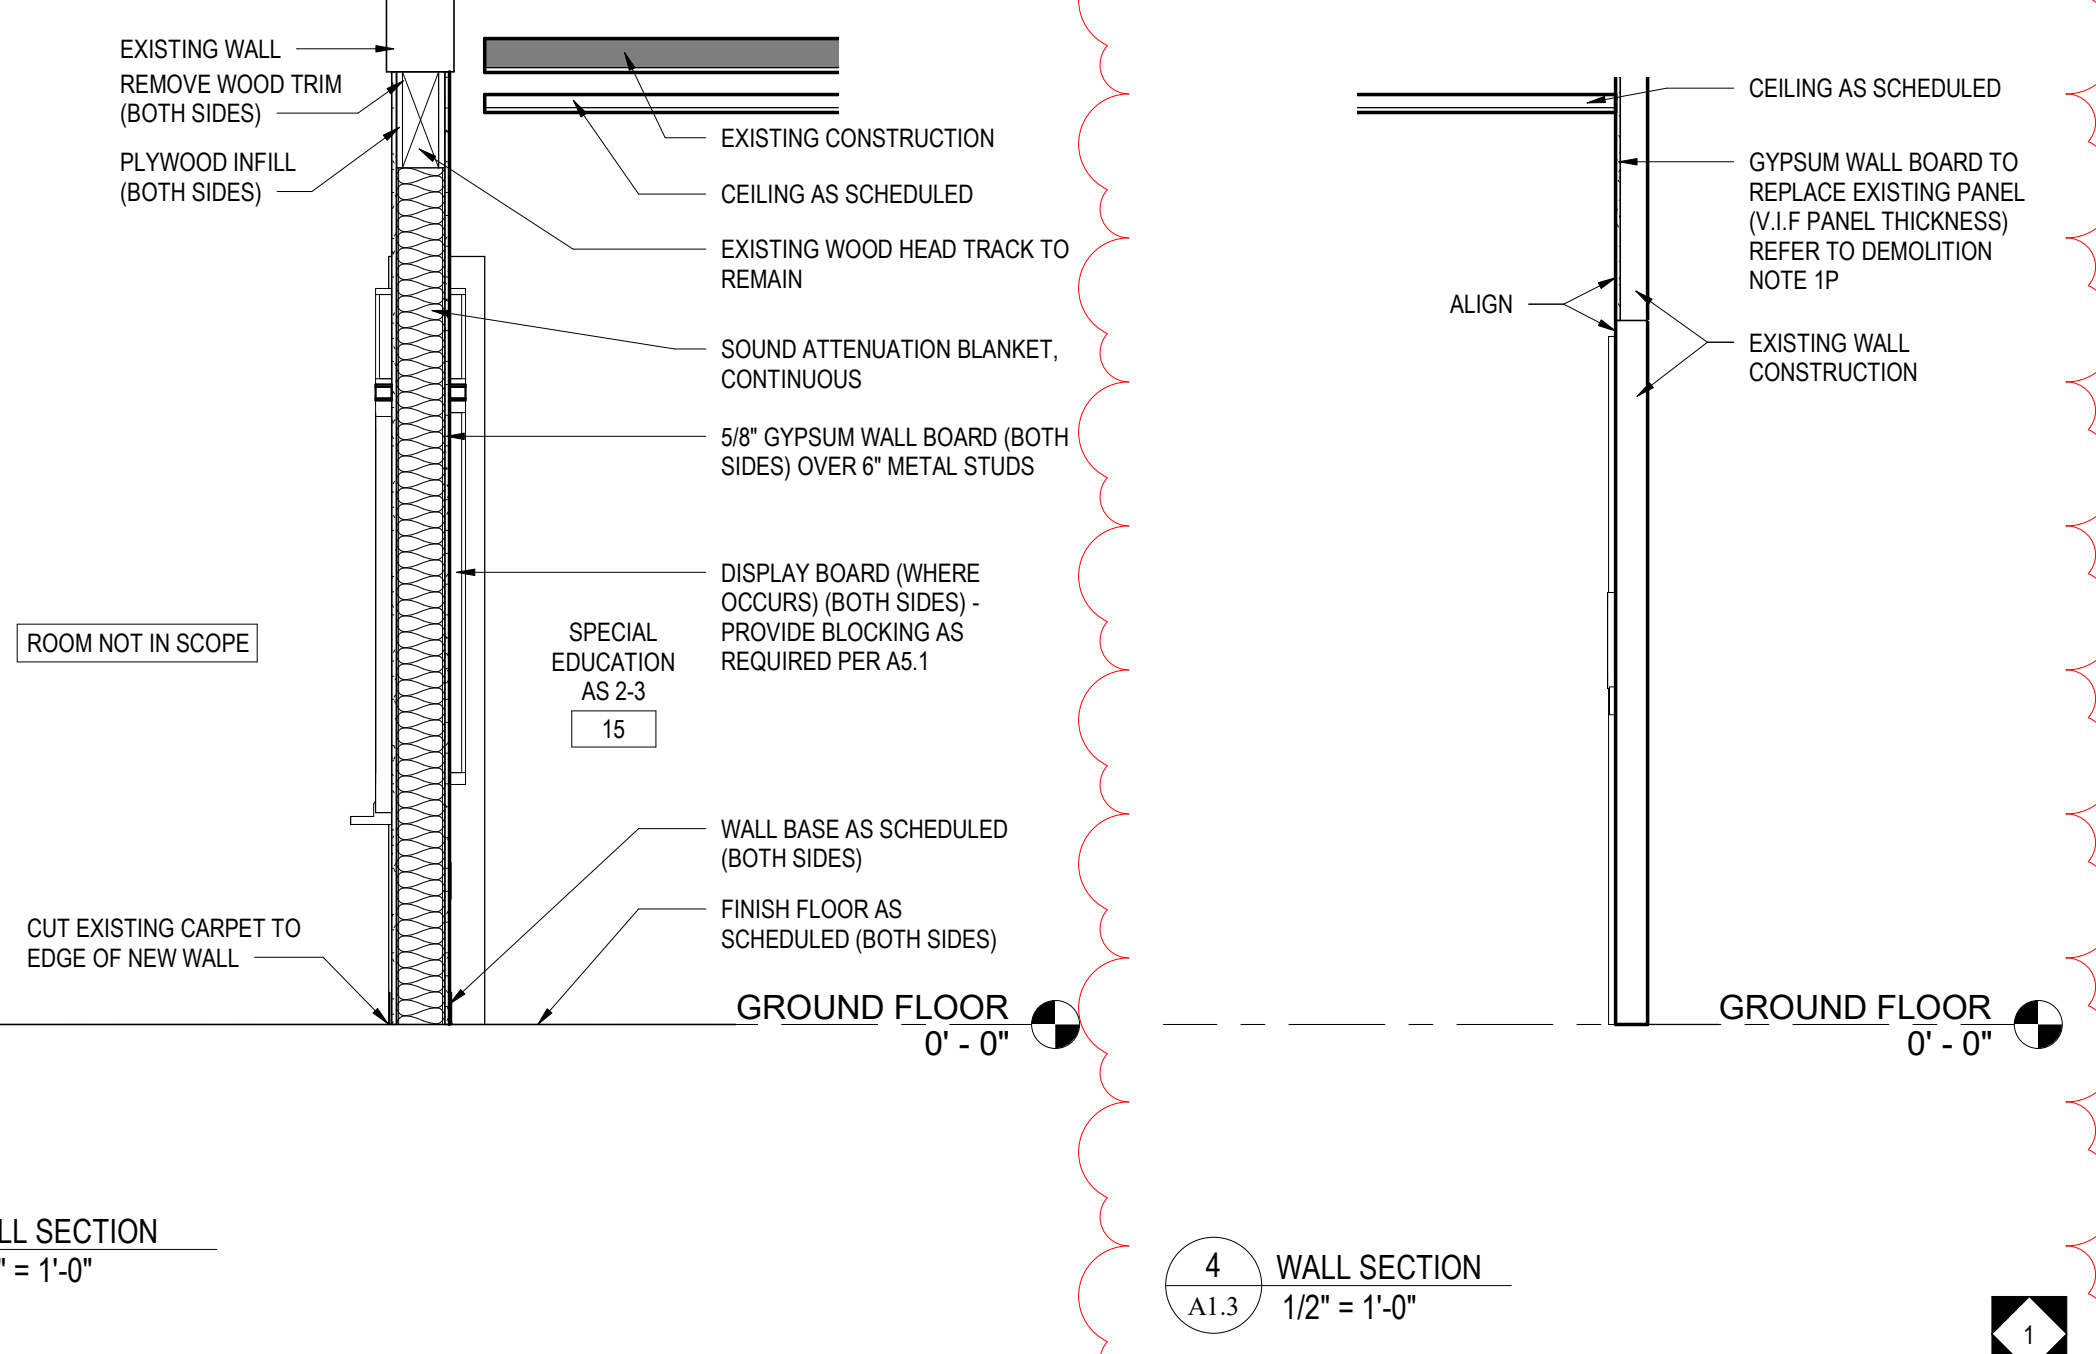 EXISTING WALL
REMOVE WOOD TRIM
(BOTH SIDES)
PLYWOOD INFILL
(BOTH SIDES)
EXISTING CONSTRUCTION
CEILING AS SCHEDULED
EXISTING WOOD HEAD TRACK TO
REMAIN
SOUND ATTENUATION BLANKET,
CONTINUOUS
5/8" GYPSUM WALL BOARD (BOTH
SIDES) OVER 6" METAL STUDS
DISPLAY BOARD (WHERE
OCCURS) (BOTH SIDES) -
PROVIDE BLOCKING AS
REQUIRED PER A5.1
ROOM NOT IN SCOPE
SPECIAL
EDUCATION
AS 2-3
15
WALL BASE AS SCHEDULED
(BOTH SIDES)
FINISH FLOOR AS
SCHEDULED (BOTH SIDES)
CUT EXISTING CARPET TO
EDGE OF NEW WALL
GROUND FLOOR
0' - 0"
LL SECTION
" = 1'-0"
CEILING AS SCHEDULED
GYPSUM WALL BOARD TO
REPLACE EXISTING PANEL
(V.I.F PANEL THICKNESS)
REFER TO DEMOLITION
NOTE 1P
ALIGN
EXISTING WALL
CONSTRUCTION
GROUND FLOOR
0' - 0"
4
A1.3
WALL SECTION
1/2" = 1'-0"
1